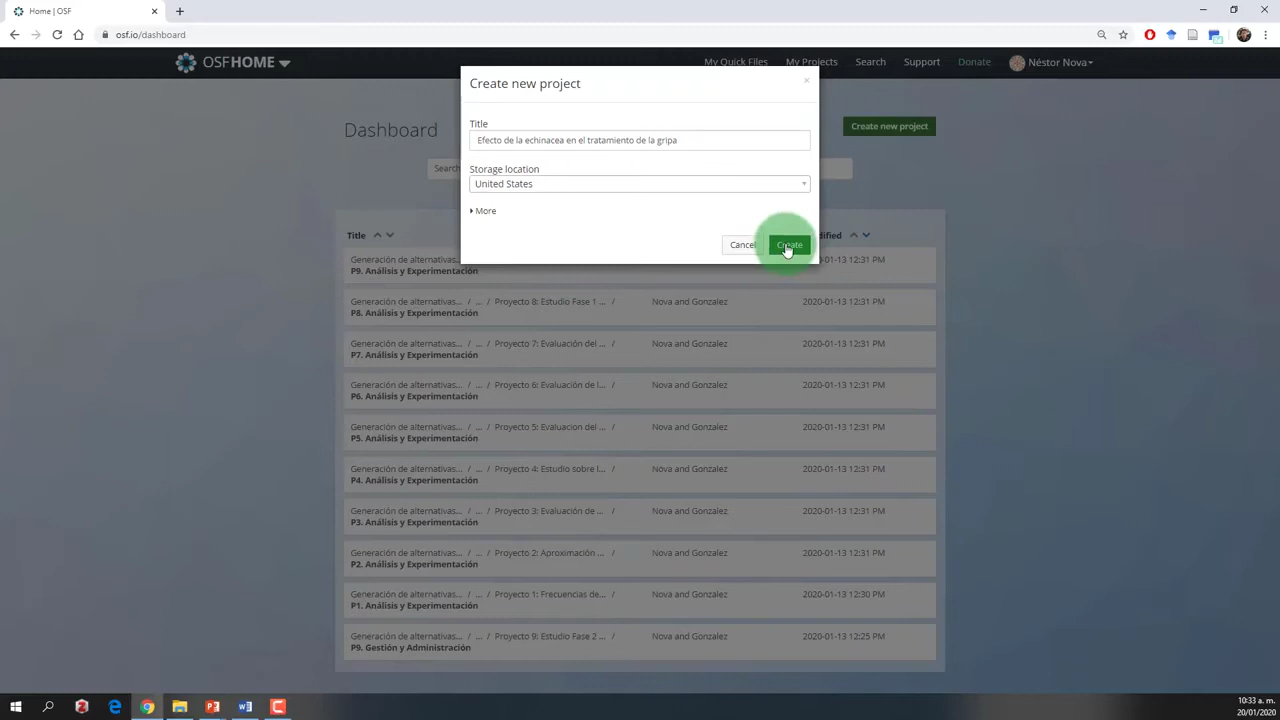 Home | OSF
osf.io/dashboard
OSFHOME
My Quick Files
My Projects
Search
Support
Donate
Néstor Nova
Create new project
Title
Efecto de la echinacea en el tratamiento de la gripa
Storage location
United States
More
Cancel
Create
Dashboard
Create new project
Search
Title
Generación de alternativas... / ... /
P9. Análisis y Experimentación
2020-01-13 12:31 PM
Generación de alternativas... / ... / Proyecto 8: Estudio Fase 1 ... / Nova and Gonzalez 2020-01-13 12:31 PM
P8. Análisis y Experimentación
Generación de alternativas... / ... / Proyecto 7: Evaluación del ... / Nova and Gonzalez 2020-01-13 12:31 PM
P7. Análisis y Experimentación
Generación de alternativas... / ... / Proyecto 6: Evaluación de l... / Nova and Gonzalez 2020-01-13 12:31 PM
P6. Análisis y Experimentación
Generación de alternativas... / ... / Proyecto 5: Evaluacion del ... / Nova and Gonzalez 2020-01-13 12:31 PM
P5. Análisis y Experimentación
Generación de alternativas... / ... / Proyecto 4: Estudio sobre l... / Nova and Gonzalez 2020-01-13 12:31 PM
P4. Análisis y Experimentación
Generación de alternativas... / ... / Proyecto 3: Evaluación de ... / Nova and Gonzalez 2020-01-13 12:31 PM
P3. Análisis y Experimentación
Generación de alternativas... / ... / Proyecto 2: Aproximación ... / Nova and Gonzalez 2020-01-13 12:31 PM
P2. Análisis y Experimentación
Generación de alternativas... / ... / Proyecto 1: Frecuencias de... / Nova and Gonzalez 2020-01-13 12:30 PM
P1. Análisis y Experimentación
Generación de alternativas... / ... / Proyecto 9: Estudio Fase 2 ... / Nova and Gonzalez 2020-01-13 12:25 PM
P9. Gestión y Administración
10:33 a. m.
20/01/2020